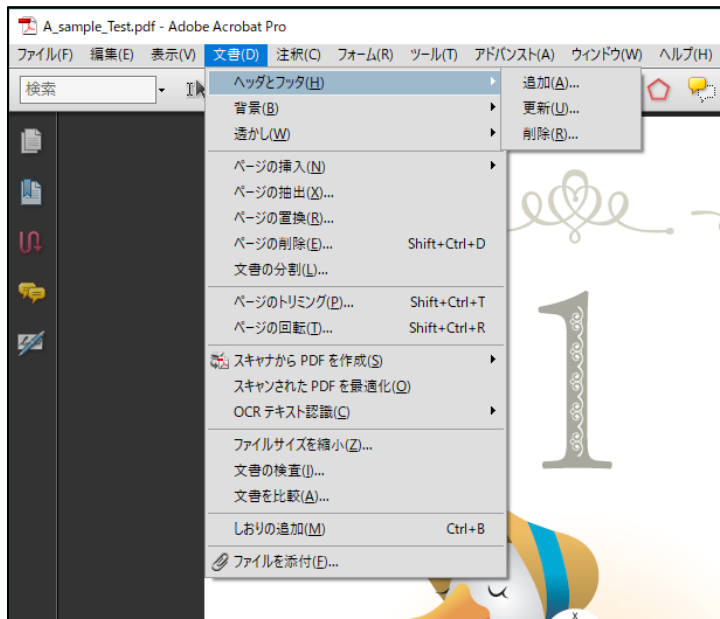 A_sample_Test.pdf - Adobe Acrobat Pro
ファイル(F) 編集(E) 表示(V) 文書(D) 注釈(C) フォーム(R) ツール(T) アドバンスト(A) ウィンドウ(W) ヘルプ(H)
検索
ヘッダとフッタ(H)
追加(A)...
背景(B)
更新(U)...
透かし(W)
削除(R)...
ページの挿入(N)
ページの抽出(X)...
ページの置換(R)...
ページの削除(E)... Shift+Ctrl+D
文書の分割(L)...
ページのトリミング(P)... Shift+Ctrl+T
ページの回転(T)... Shift+Ctrl+R
スキャナから PDF を作成(S)
スキャンされた PDF を最適化(O)
OCR テキスト認識(C)
ファイルサイズを縮小(Z)...
文書の検査(I)...
文書を比較(A)...
しおりの追加(M) Ctrl+B
ファイルを添付(F)...
1
x